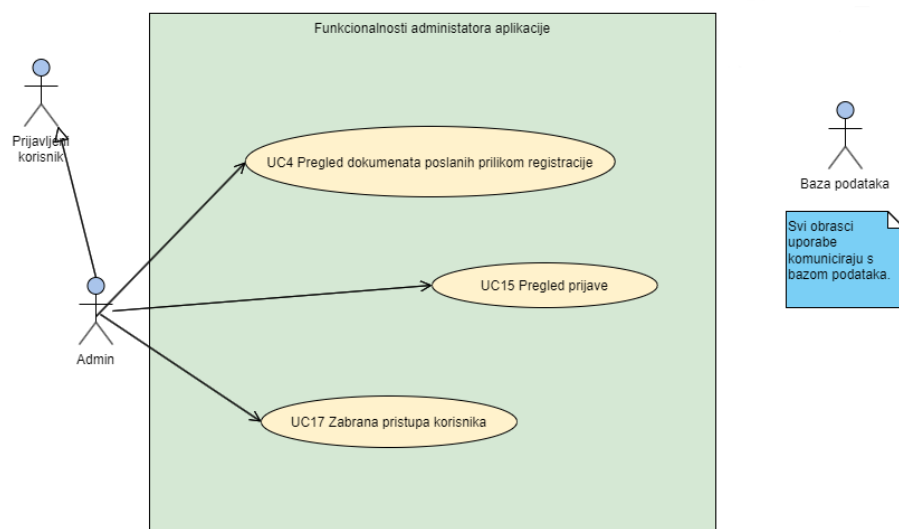 Funkcionalnosti administatora aplikacije
Prijavljeni
korisnik
UC4 Pregled dokumenata poslanih prilikom registracije
Baza podataka
Svi obrasci
uporabe
komuniciraju s
bazom podataka.
UC15 Pregled prijave
Admin
UC17 Zabrana pristupa korisnika